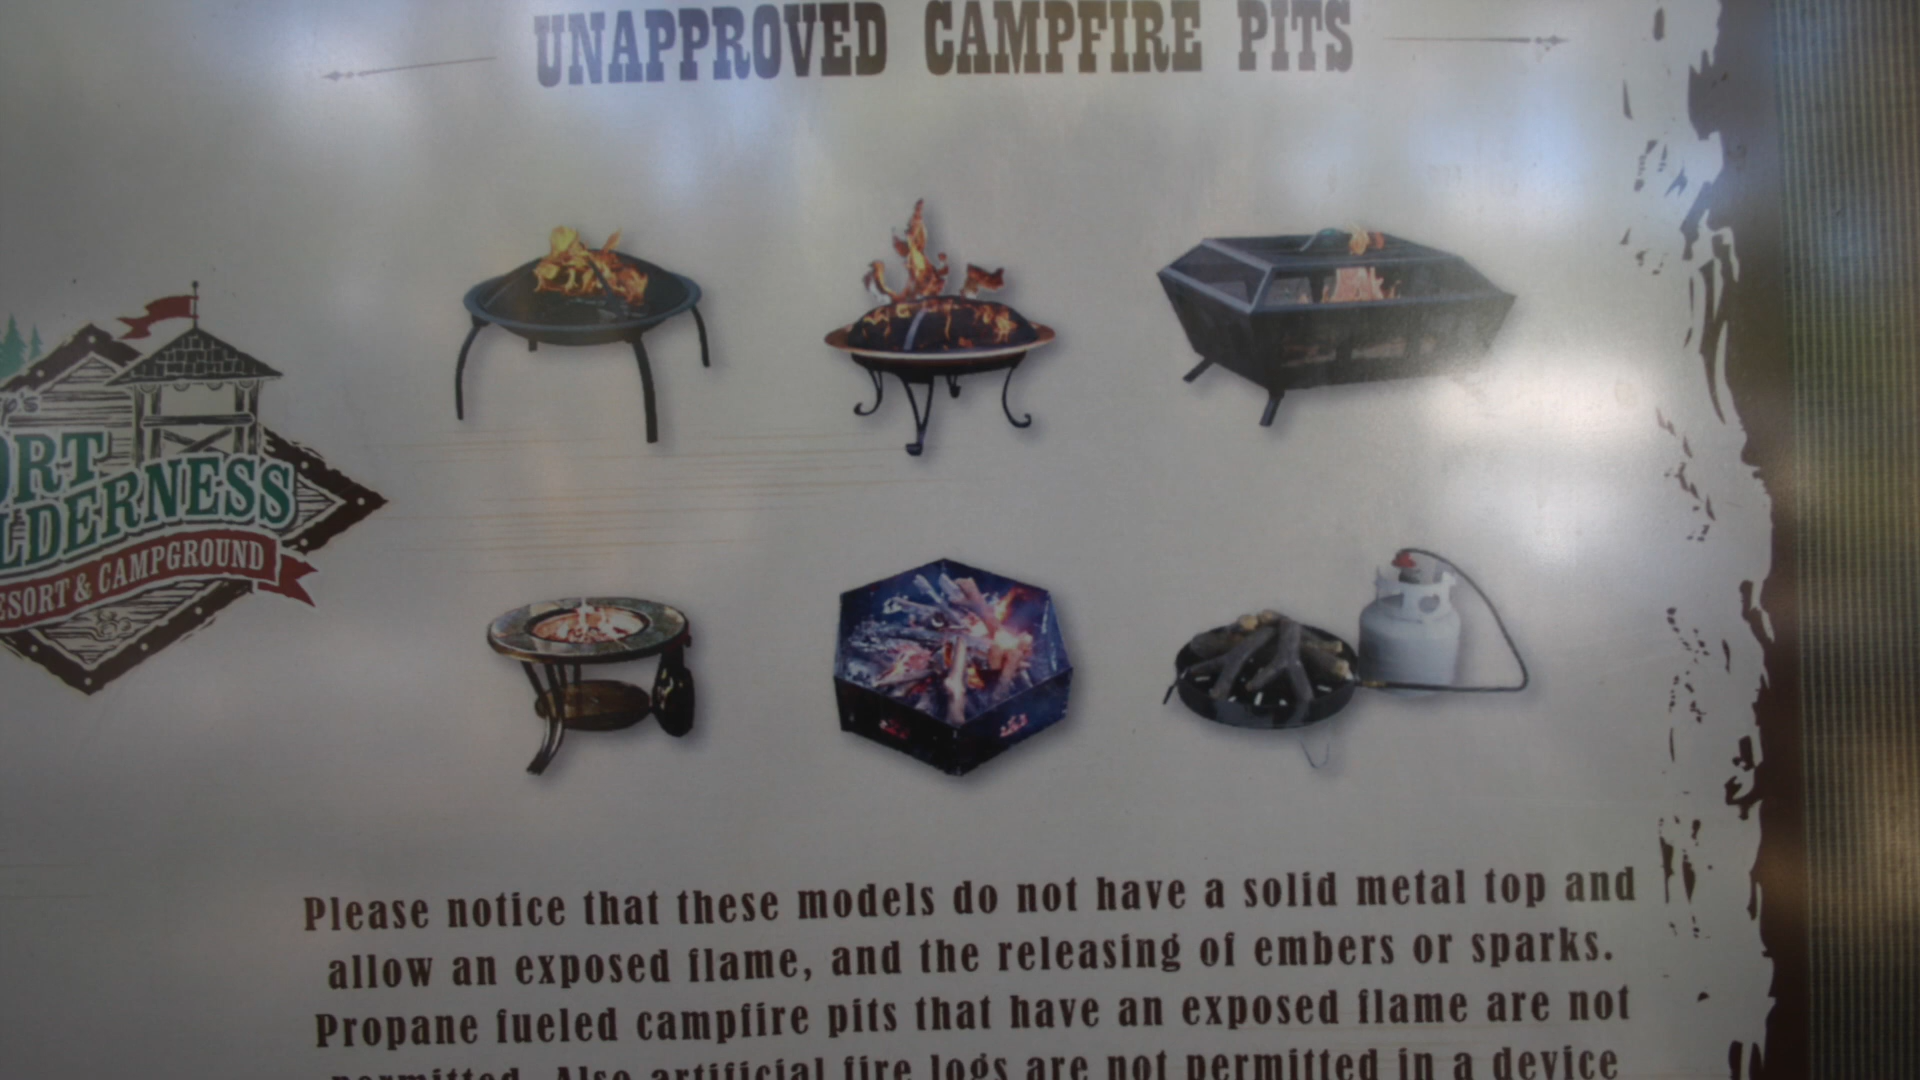 UNAPPROVED CAMPFIRE PITS
ORT
LDERNESS
ESORT & CAMPGROUND
Please notice that these models do not have a solid metal top and
allow an exposed flame, and the releasing of embers or sparks.
Propane fueled campfire pits that have an exposed flame are not
permitted. Also artificial fire logs are not permitted in a device